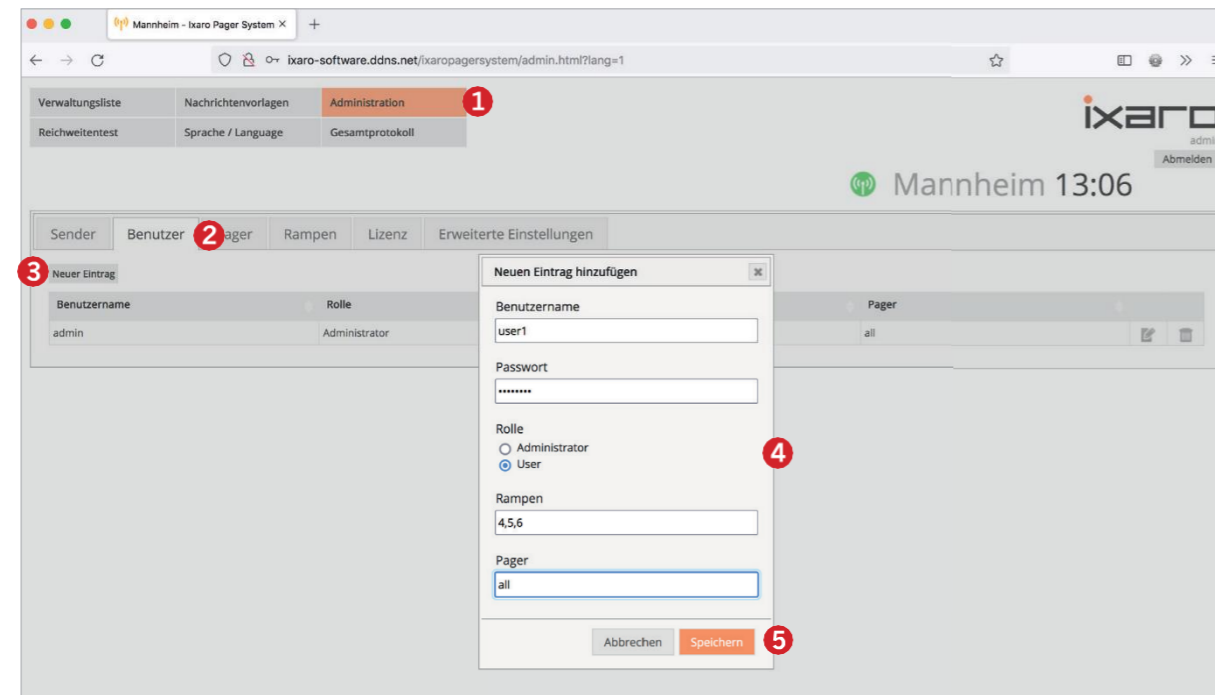 Mannheim - Ixaro Pager System
ixaro-software.ddns.net/ixaropagersystem/admin.html?lang=1
Verwaltungsliste Nachrichtenvorlagen Administration 1
Reichweitentest Sprache / Language Gesamtprotokoll
ixaro
admi
Abmelden
Mannheim 13:06
Sender Benutzer 2 ager Rampen Lizenz Erweiterte Einstellungen
3 Neuer Eintrag
Benutzername Rolle Pager
admin Administrator all
Neuen Eintrag hinzufügen
Benutzername
user1
Passwort
••••••••
Rolle
Administrator
User
4
Rampen
4,5,6
Pager
all
Abbrechen Speichern 5